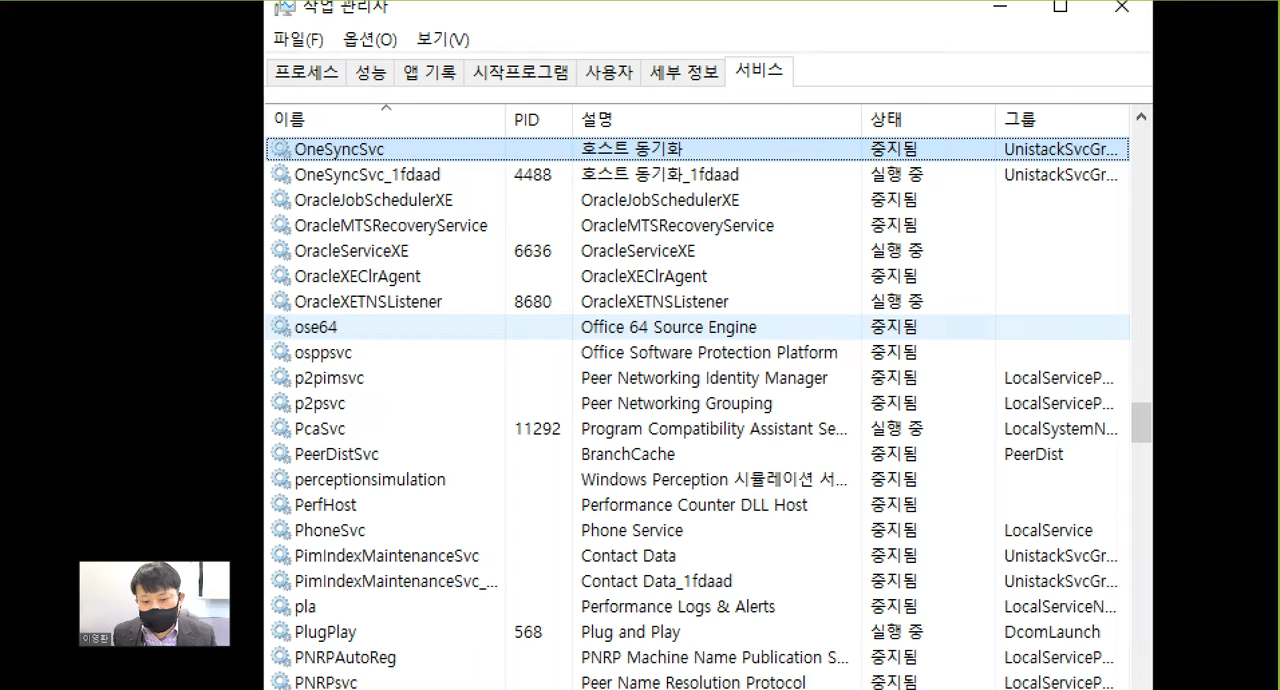 작업 관리자
파일(F) 옵션(O) 보기(V)
프로세스 성능 앱 기록 시작프로그램 사용자 세부 정보 서비스
이름 PID 설명 상태 그룹
OneSyncSvc 호스트 동기화 중지됨 UnistackSvcGr...
OneSyncSvc_1fdaad 4488 호스트 동기화_1fdaad 실행 중 UnistackSvcGr...
OracleJobSchedulerXE OracleJobSchedulerXE 중지됨
OracleMTSRecoveryService OracleMTSRecoveryService 중지됨
OracleServiceXE 6636 OracleServiceXE 실행 중
OracleXEClrAgent OracleXEClrAgent 중지됨
OracleXETNSListener 8680 OracleXETNSListener 실행 중
ose64 Office 64 Source Engine 중지됨
osppsvc Office Software Protection Platform 중지됨
p2pimsvc Peer Networking Identity Manager 중지됨 LocalServiceP...
p2psvc Peer Networking Grouping 중지됨 LocalServiceP...
PcaSvc 11292 Program Compatibility Assistant Se... 실행 중 LocalSystemN...
PeerDistSvc BranchCache 중지됨 PeerDist
perceptionsimulation Windows Perception 시뮬레이션 서... 중지됨
PerfHost Performance Counter DLL Host 중지됨
PhoneSvc Phone Service 중지됨 LocalService
PimIndexMaintenanceSvc Contact Data 중지됨 UnistackSvcGr...
PimIndexMaintenanceSvc_... Contact Data_1fdaad 중지됨 UnistackSvcGr...
pla Performance Logs & Alerts 중지됨 LocalServiceN...
PlugPlay 568 Plug and Play 실행 중 DcomLaunch
PNRPAutoReg PNRP Machine Name Publication S... 중지됨 LocalServiceP...
PNRPsvc Peer Name Resolution Protocol 중지됨 LocalServiceP...
이영환